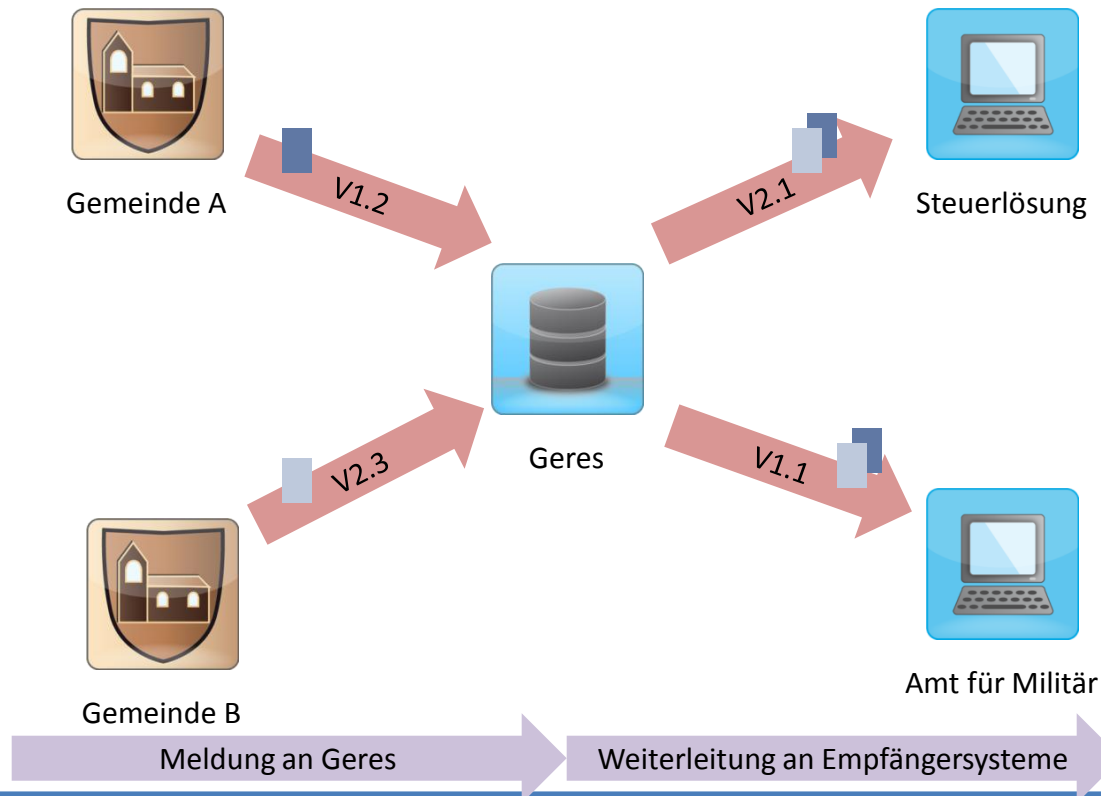 Gemeinde A
V1.2
V2.1
Steuerlösung
Geres
V2.3
V1.1
Gemeinde B
Amt für Militär
Meldung an Geres
Weiterleitung an Empfängersysteme